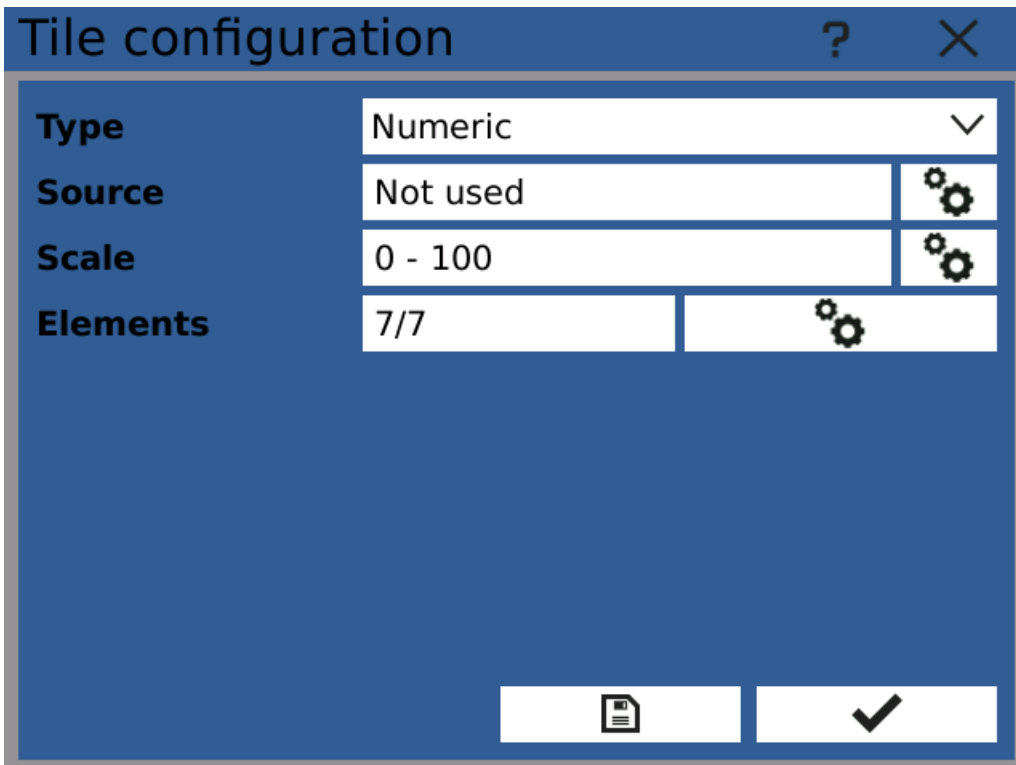 Tile configuration ?
Type Numeric
Source Not used
Scale 0 - 100
Elements 7/7